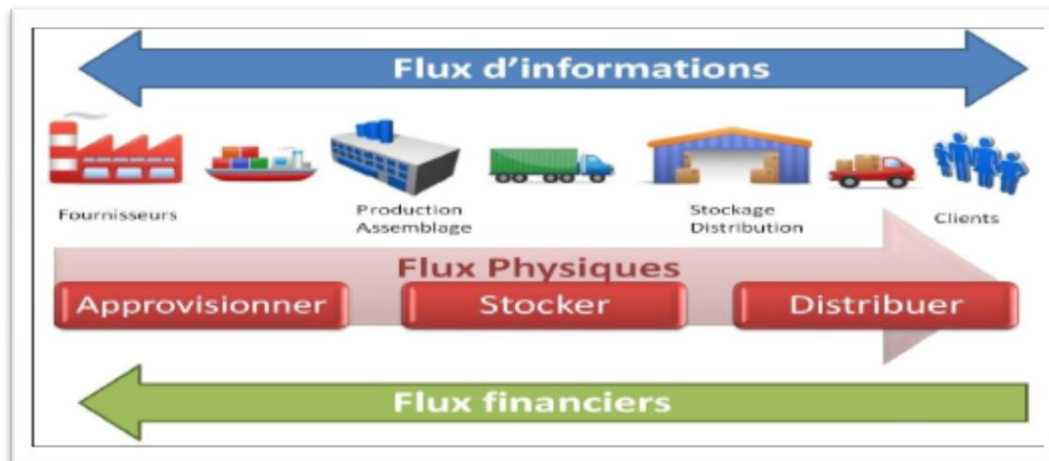 Flux d'informations
Fournisseurs
Production
Assemblage
Stockage
Distribution
Clients
Flux Physiques
Approvisionner
Stocker
Distribuer
Flux financiers